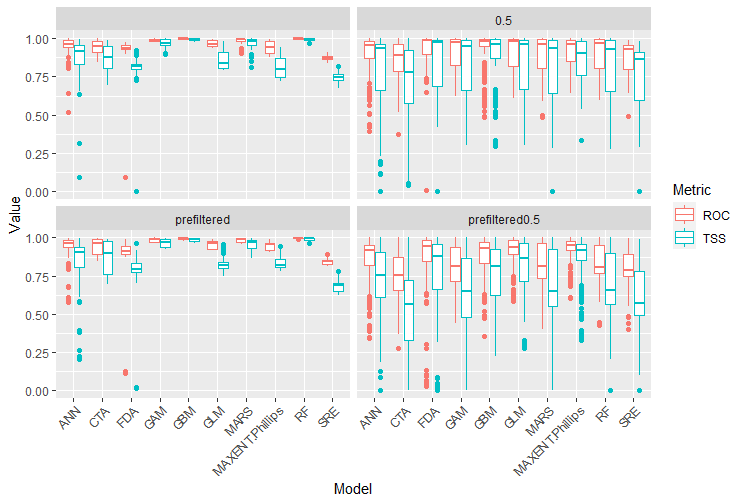 0.5
1.00
0.75
0.50
0.25
0.00
prefiltered
prefiltered0.5
1.00
0.75
0.50
0.25
0.00
Value
ANN
CTA
FDA
GAM
GBM
GLM
MARS
MAXENT.Phillips
RF
SRE
ANN
CTA
FDA
GAM
GBM
GLM
MARS
MAXENT.Phillips
RF
SRE
Model
Metric
ROC
TSS